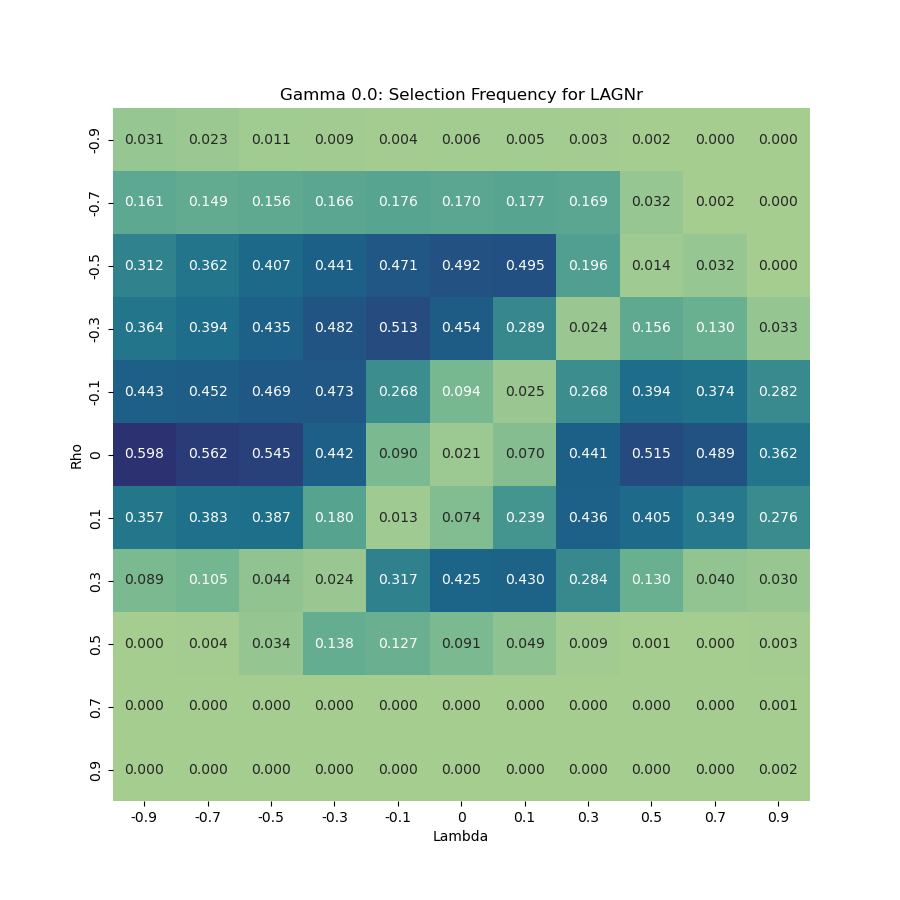 Gamma 0.0: Selection Frequency for LAGNr
-0.9 0.031 0.023 0.011 0.009 0.004 0.006 0.005 0.003 0.002 0.000 0.000
-0.7 0.161 0.149 0.156 0.166 0.176 0.170 0.177 0.169 0.032 0.002 0.000
-0.5 0.312 0.362 0.407 0.441 0.471 0.492 0.495 0.196 0.014 0.032 0.000
-0.3 0.364 0.394 0.435 0.482 0.513 0.454 0.289 0.024 0.156 0.130 0.033
-0.1 0.443 0.452 0.469 0.473 0.268 0.094 0.025 0.268 0.394 0.374 0.282
Rho
0 0.598 0.562 0.545 0.442 0.090 0.021 0.070 0.441 0.515 0.489 0.362
0.1 0.357 0.383 0.387 0.180 0.013 0.074 0.239 0.436 0.405 0.349 0.276
0.3 0.089 0.105 0.044 0.024 0.317 0.425 0.430 0.284 0.130 0.040 0.030
0.5 0.000 0.004 0.034 0.138 0.127 0.091 0.049 0.009 0.001 0.000 0.003
0.7 0.000 0.000 0.000 0.000 0.000 0.000 0.000 0.000 0.000 0.000 0.001
0.9 0.000 0.000 0.000 0.000 0.000 0.000 0.000 0.000 0.000 0.000 0.002
-0.9 -0.7 -0.5 -0.3 -0.1 0 0.1 0.3 0.5 0.7 0.9
Lambda